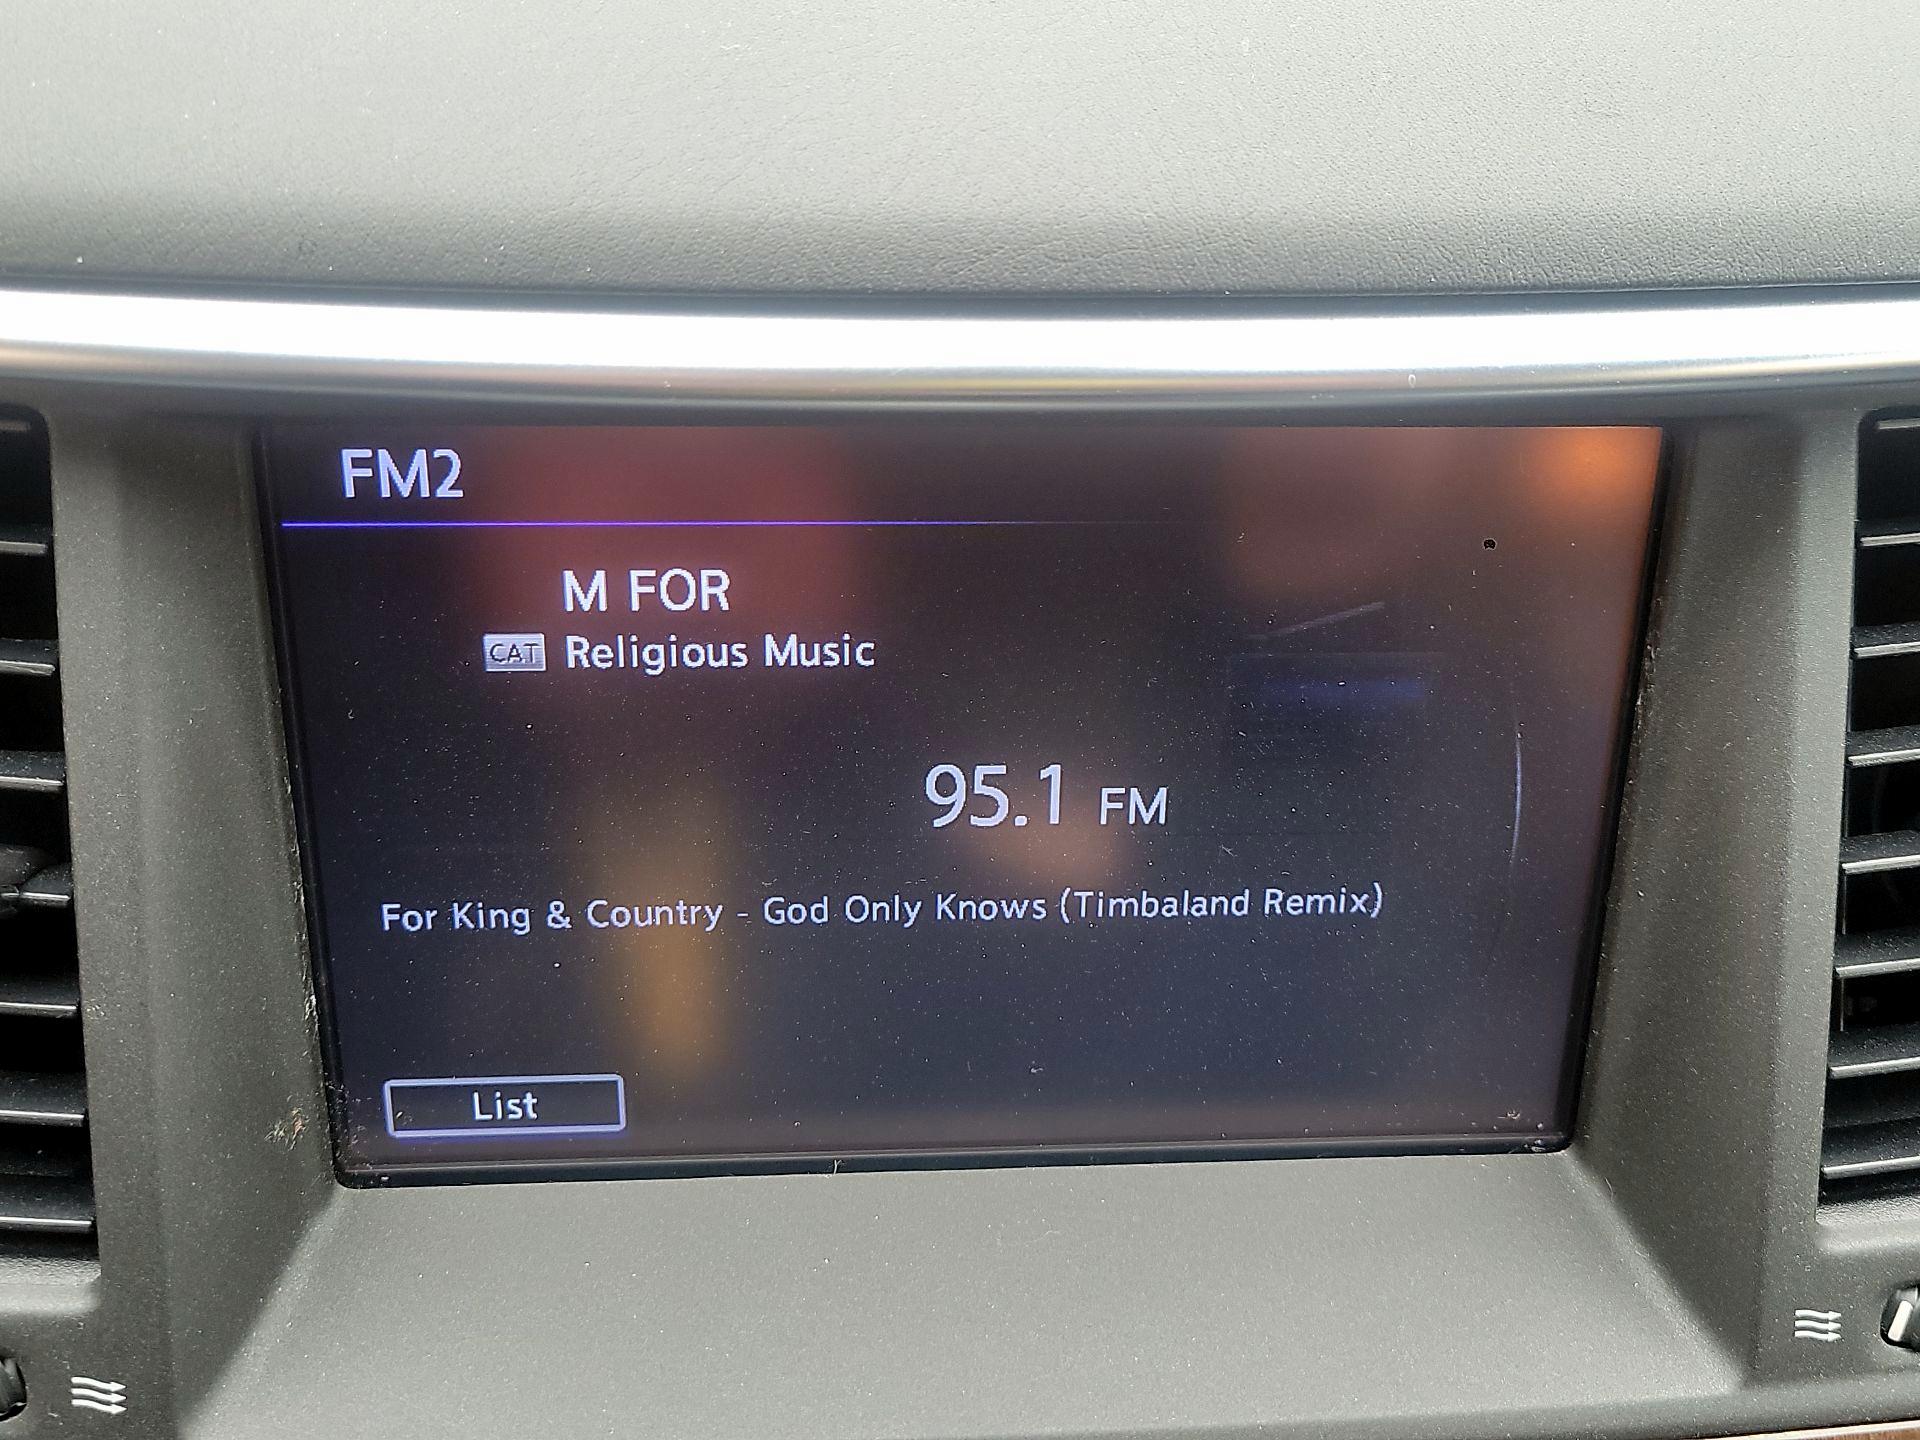 FM2
M FOR
CAT Religious Music
95.1 FM
For King & Country - God Only Knows (Timbaland Remix)
List